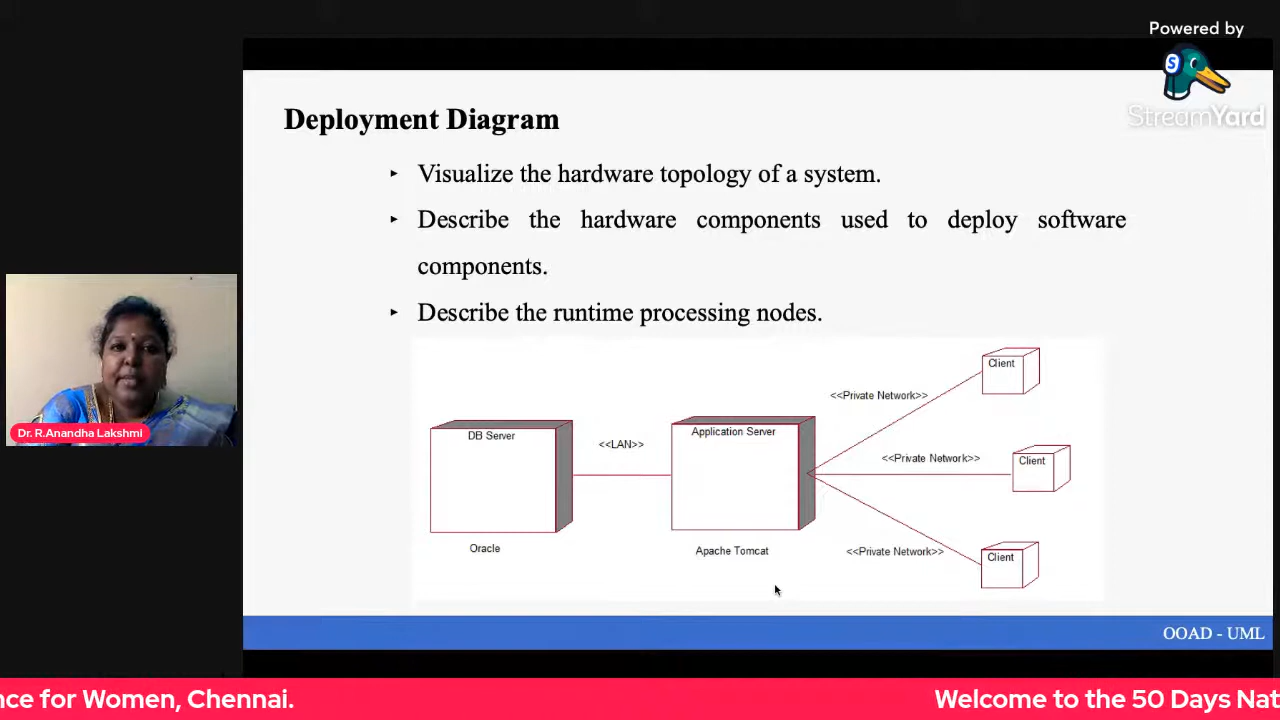 Powered by
StreamYard
Deployment Diagram
‣ Visualize the hardware topology of a system.
‣ Describe the hardware components used to deploy software
components.
‣ Describe the runtime processing nodes.
DB Server
<<LAN>>
Oracle
Application Server
Apache Tomcat
<<Private Network>>
Client
<<Private Network>>
Client
<<Private Network>>
Client
Dr. R.Anandha Lakshmi
OOAD - UML
nce for Women, Chennai.
Welcome to the 50 Days Nat